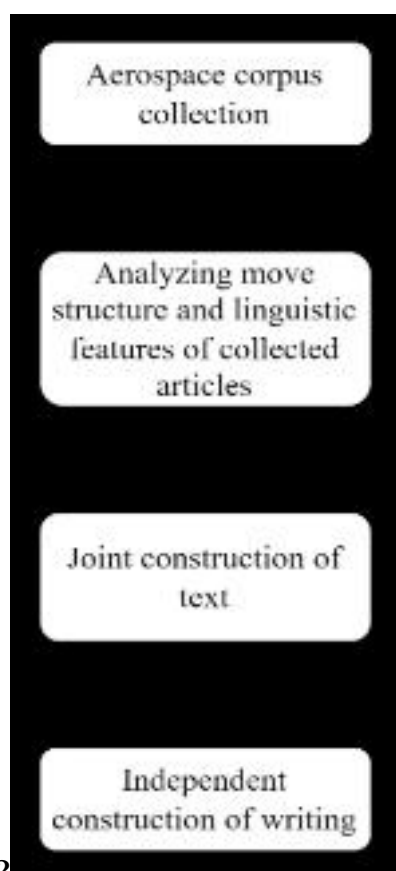 Aerospace corpus
collection
Analyzing move
structure and linguistic
features of collected
articles
Joint construction of
text
Independent
construction of writing